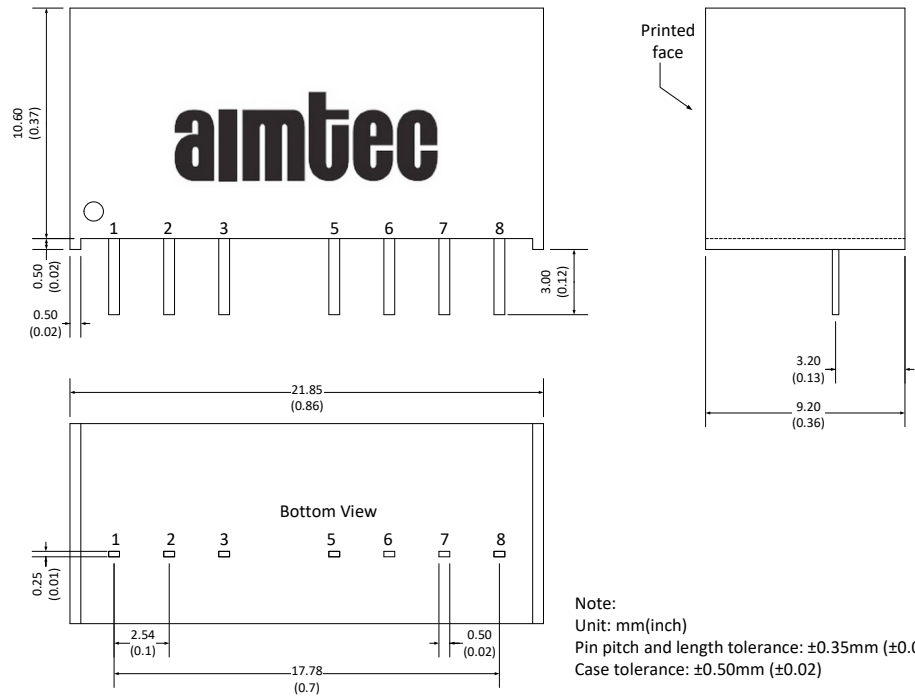 aimtec
Printed
face
10.60
(0.37)
1 2 3 5 6 7 8
0.50
(0.02)
0.50
(0.02)
3.00
(0.12)
3.20
(0.13)
9.20
(0.36)
21.85
(0.86)
Bottom View
1 2 3 5 6 7 8
0.25
(0.01)
2.54
(0.1)
0.50
(0.02)
17.78
(0.7)
Note:
Unit: mm(inch)
Pin pitch and length tolerance: ±0.35mm (±0.0
Case tolerance: ±0.50mm (±0.02)